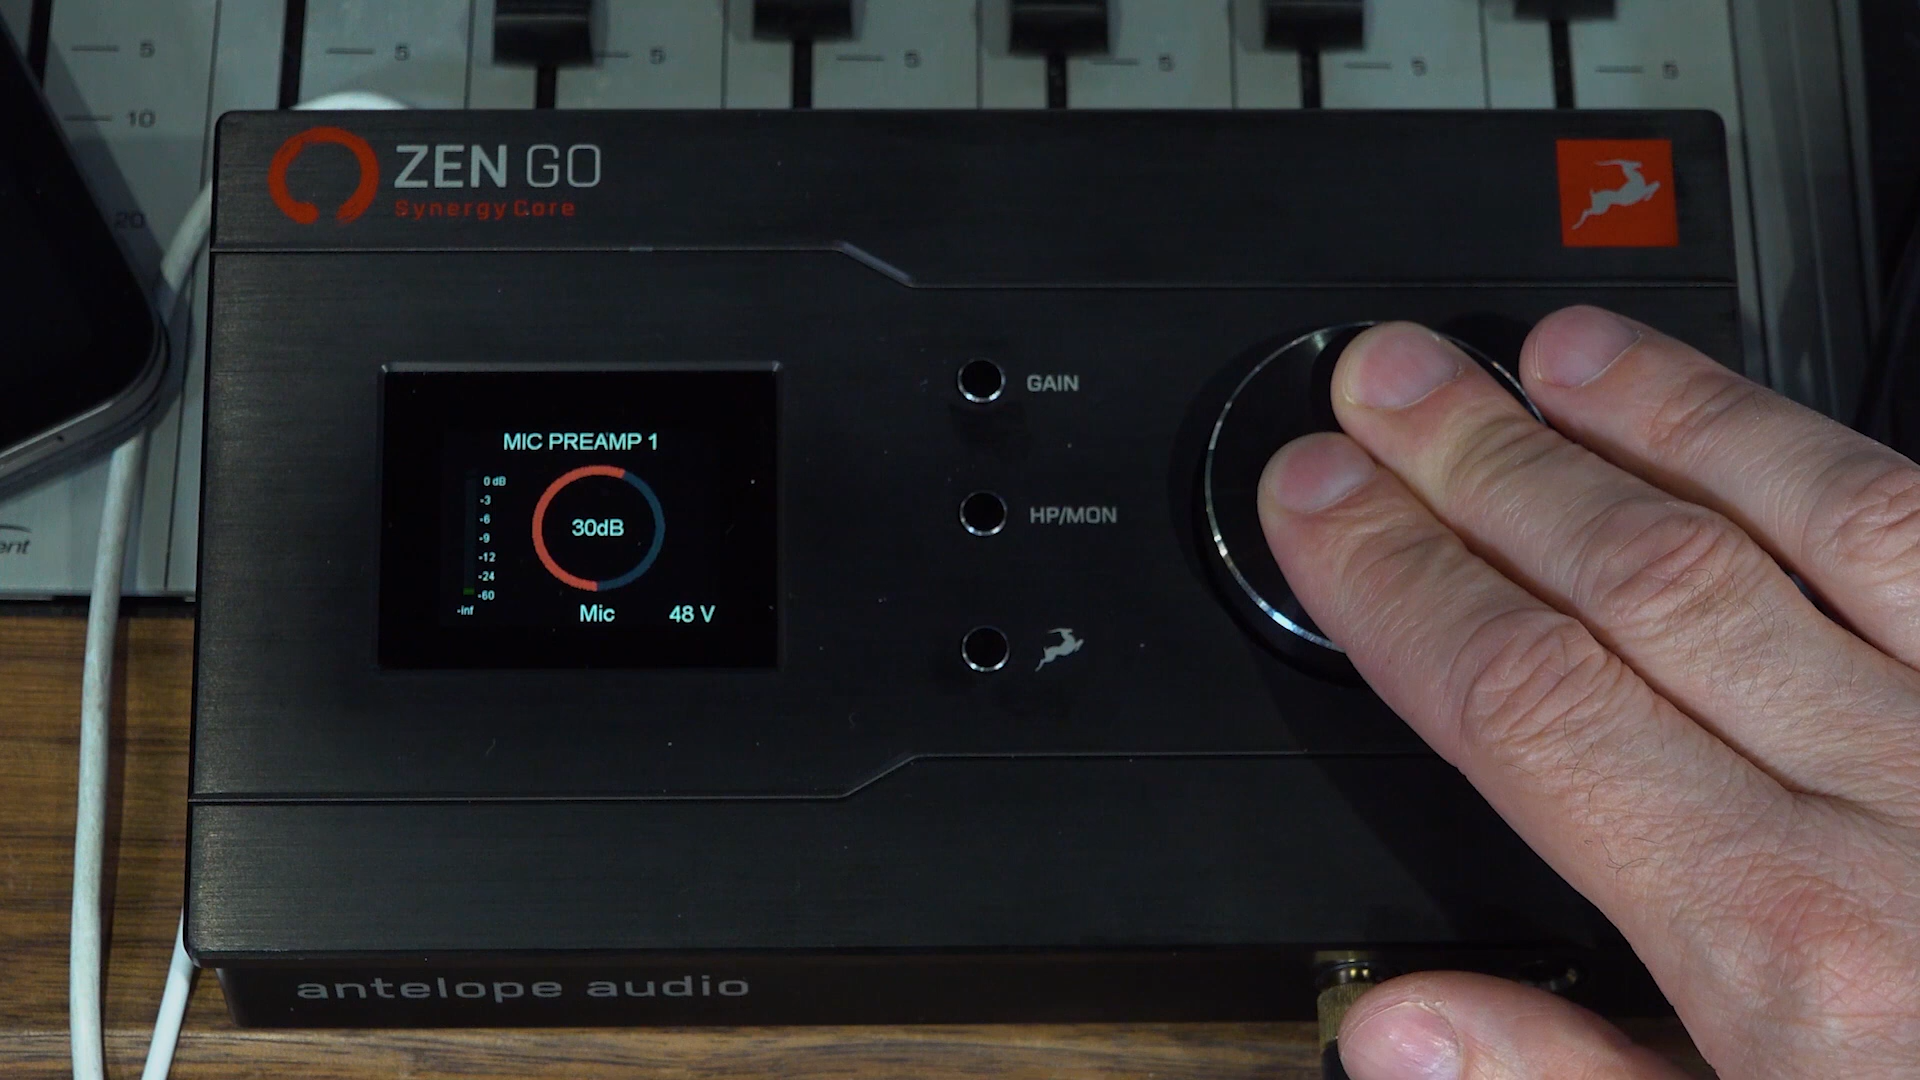 5
5
5
5
5
5
5
10
20
ZEN GO
Synergy Core
MIC PREAMP 1
0 dB
-3
-6
-9
-12
-24
-60
-inf
30dB
Mic
48 V
GAIN
HP/MON
antelope audio